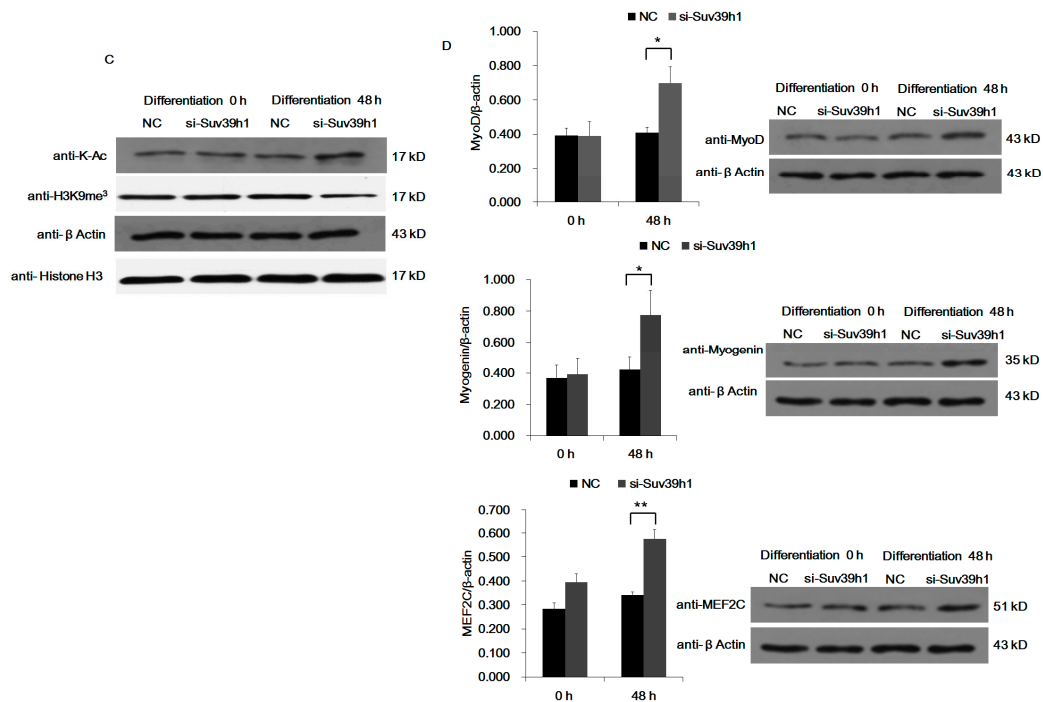 C
Differentiation 0 h Differentiation 48 h
NC si-Suv39h1 NC si-Suv39h1
anti-K-Ac 17 kD
anti-H3K9me³ 17 kD
anti- β Actin 43 kD
anti- Histone H3 17 kD
D
NC si-Suv39h1
MyoD/β-actin
1.000
0.800
0.600
0.400
0.200
0.000
*
0 h 48 h
Differentiation 0 h Differentiation 48 h
NC si-Suv39h1 NC si-Suv39h1
anti-MyoD 43 kD
anti- β Actin 43 kD
NC si-Suv39h1
Myogenin/β-actin
1.000
0.800
0.600
0.400
0.200
0.000
*
0 h 48 h
Differentiation 0 h Differentiation 48 h
NC si-Suv39h1 NC si-Suv39h1
anti-Myogenin 35 kD
anti- β Actin 43 kD
NC si-Suv39h1
MEF2C/β-actin
0.700
0.600
0.500
0.400
0.300
0.200
0.100
0.000
**
0 h 48 h
Differentiation 0 h Differentiation 48 h
NC si-Suv39h1 NC si-Suv39h1
anti-MEF2C 51 kD
anti- β Actin 43 kD